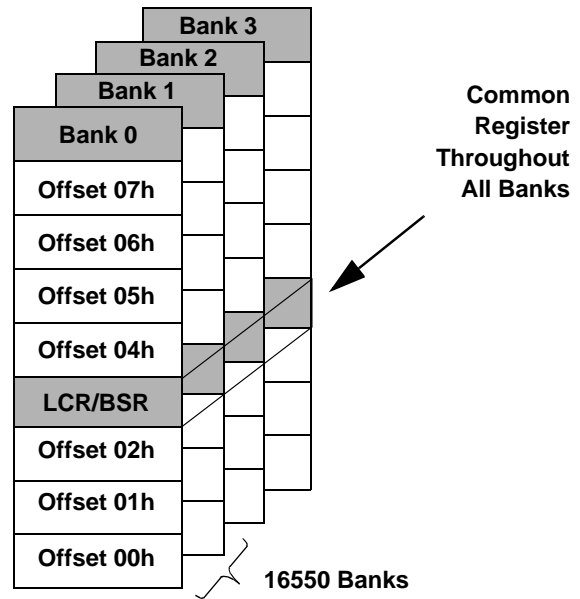 Bank 3
Bank 2
Bank 1
Bank 0
Offset 07h
Offset 06h
Offset 05h
Offset 04h
LCR/BSR
Offset 02h
Offset 01h
Offset 00h
Common
Register
Throughout
All Banks
16550 Banks